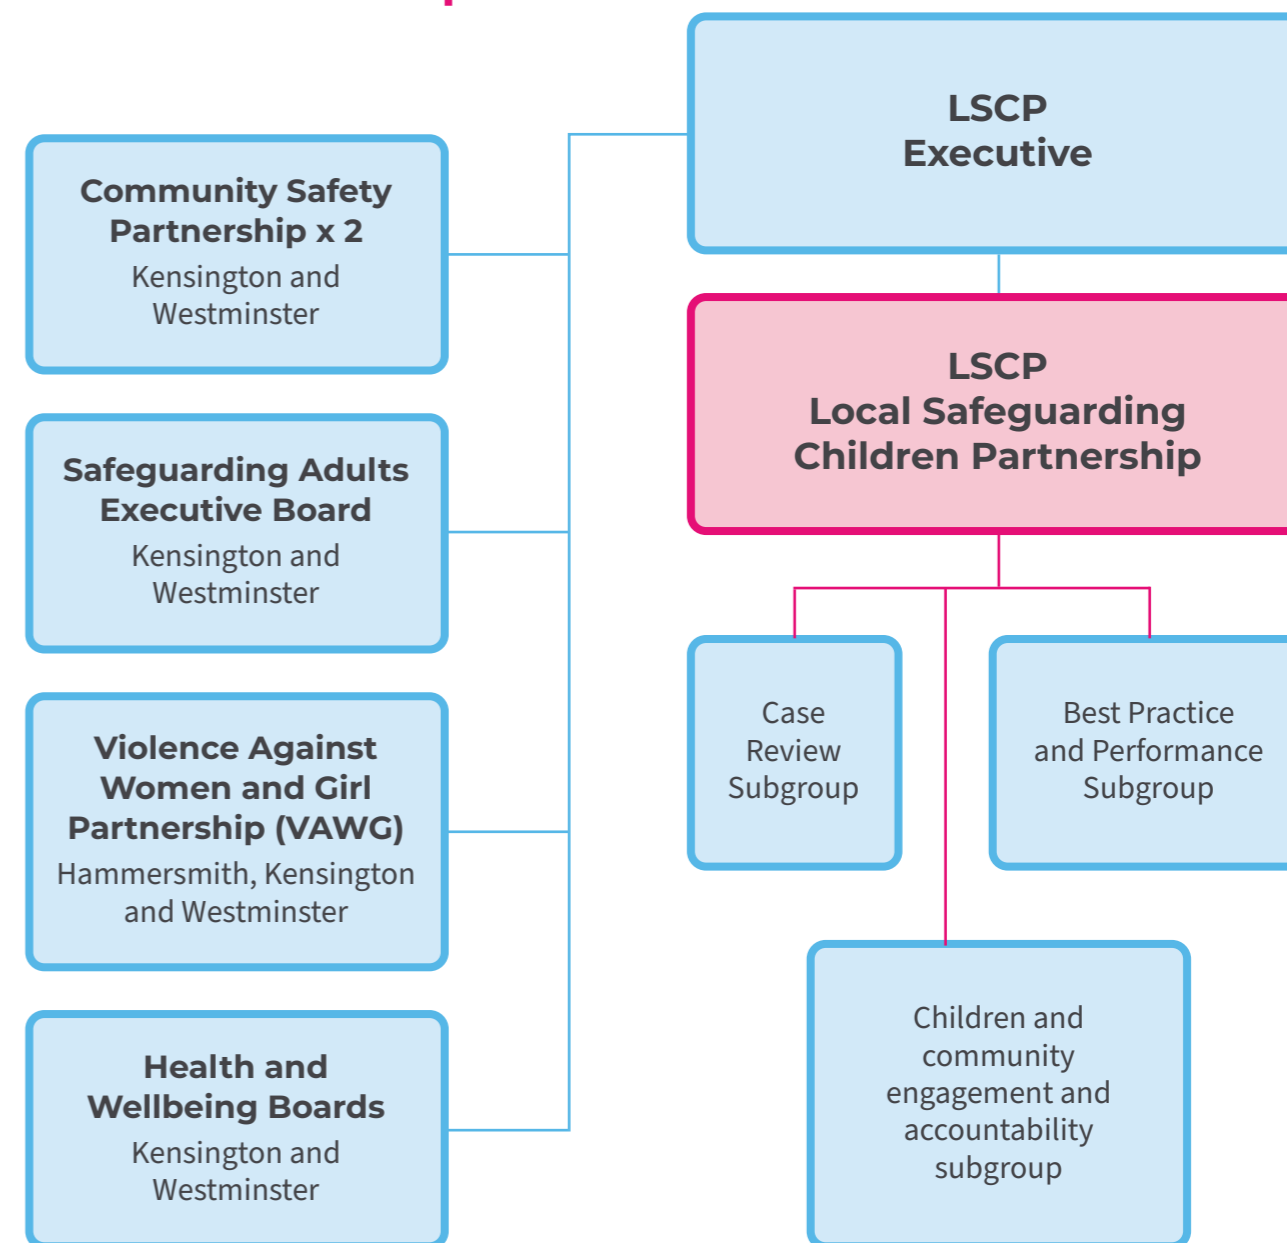 LSCP
Executive
Community Safety
Partnership x 2
Kensington and
Westminster
Safeguarding Adults
Executive Board
Kensington and
Westminster
Violence Against
Women and Girl
Partnership (VAWG)
Hammersmith, Kensington
and Westminster
Health and
Wellbeing Boards
Kensington and
Westminster
LSCP
Local Safeguarding
Children Partnership
Case
Review
Subgroup
Best Practice
and Performance
Subgroup
Children and
community
engagement and
accountability
subgroup